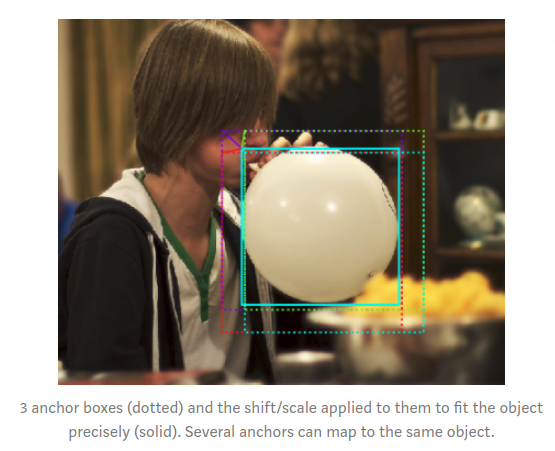 3 anchor boxes (dotted) and the shift/scale applied to them to fit the object
precisely (solid). Several anchors can map to the same object.